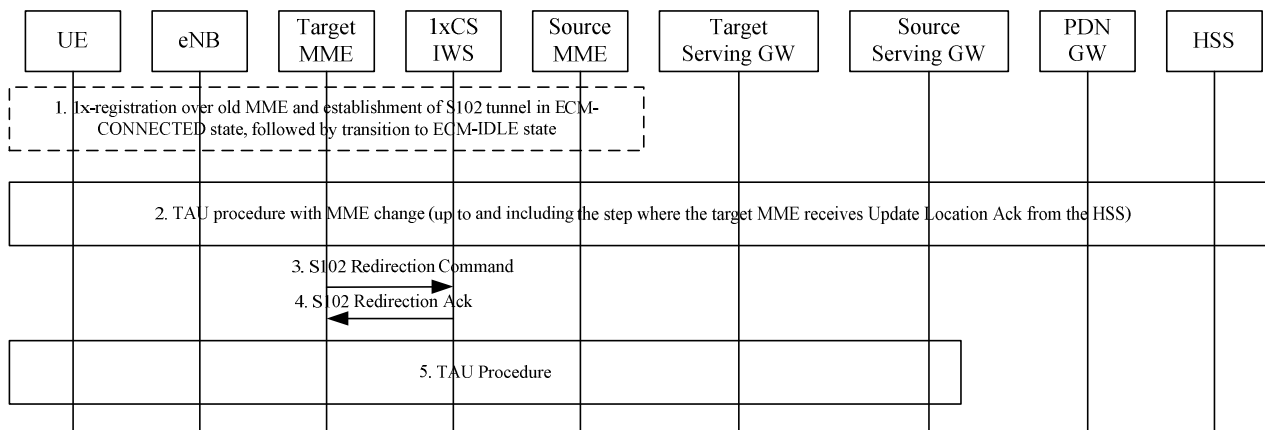 UE
eNB
Target
MME
1xCS
IWS
Source
MME
Target
Serving GW
Source
Serving GW
PDN
GW
HSS
1. 1x-registration over old MME and establishment of S102 tunnel in ECM-
CONNECTED state, followed by transition to ECM-IDLE state
2. TAU procedure with MME change (up to and including the step where the target MME receives Update Location Ack from the HSS)
3. S102 Redirection Command
4. S102 Redirection Ack
5. TAU Procedure